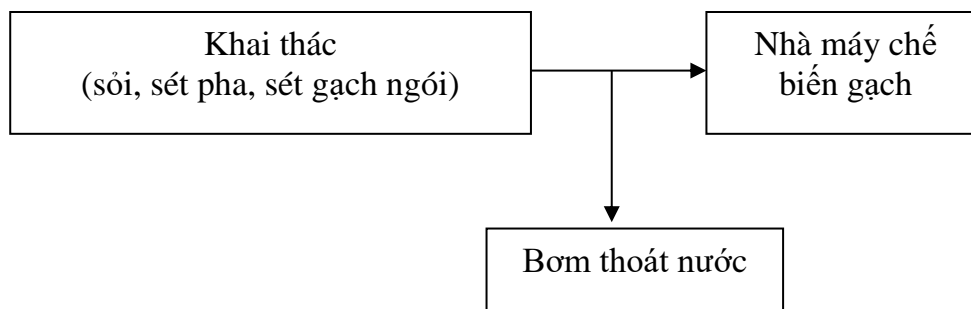 Khai thác
(sỏi, sét pha, sét gạch ngói)
Nhà máy chế
biến gạch
Bơm thoát nước